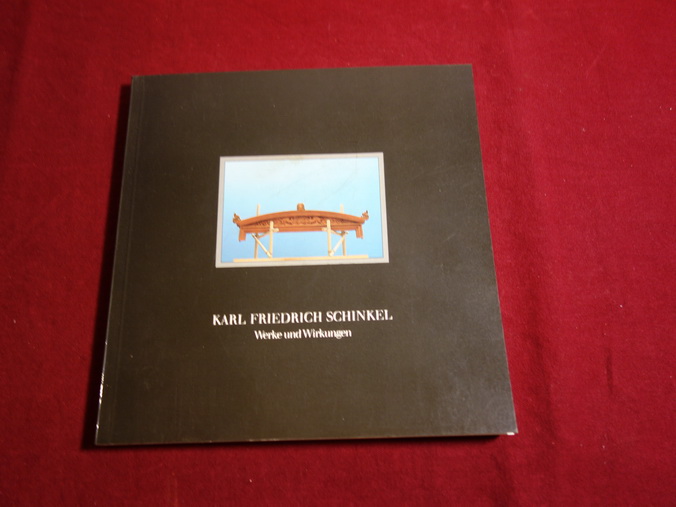 KARL FRIEDRICH SCHINKEL
Werke und Wirkungen